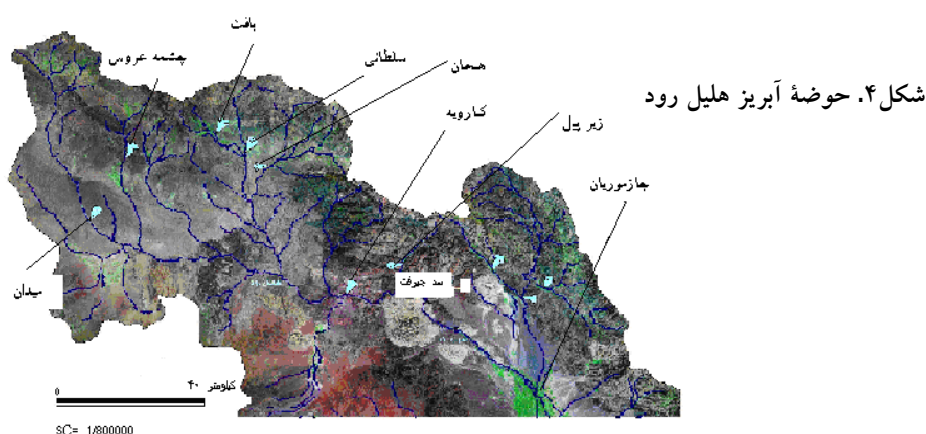 شکل۴. حوضهٔ آبریز هلیل رود
بافت
سلطانی
چشمه عروس
هنجان
کارویه
زیر پل
جازموریان
میدان
سد جیرفت
0
۴۰ کیلومتر
SC= 1/800000